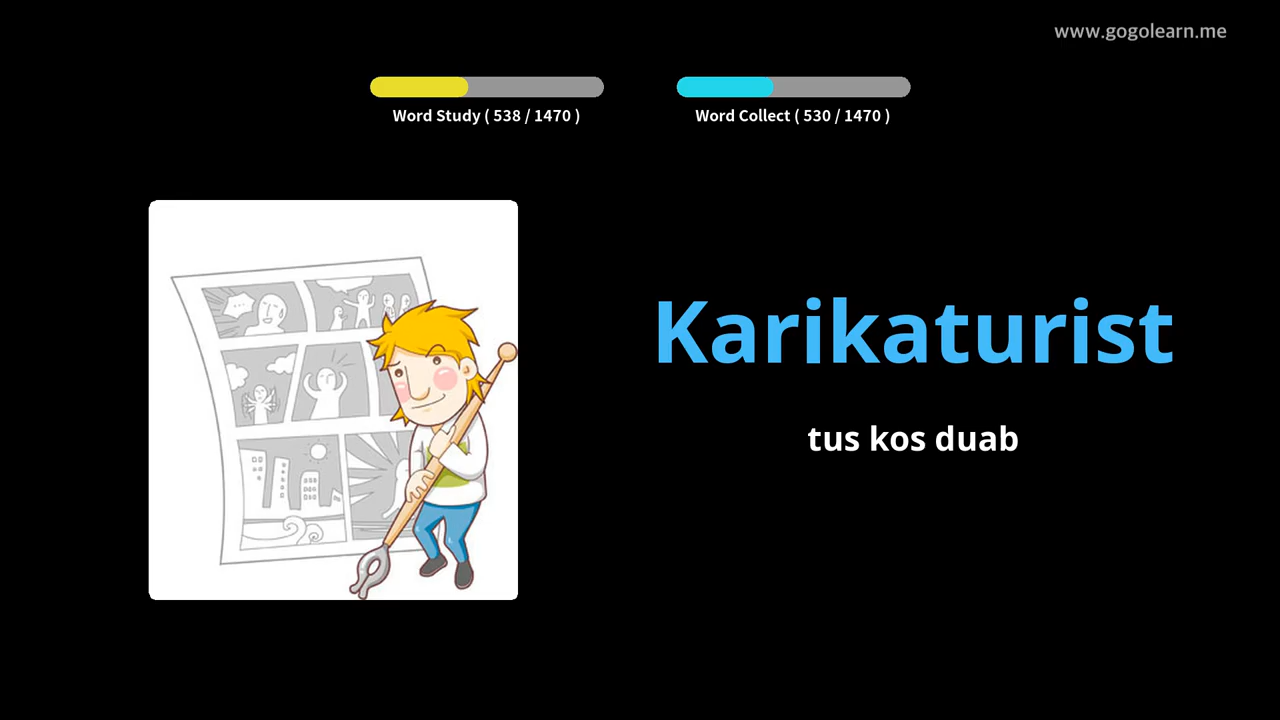 www.gogolearn.me
Word Study ( 538 / 1470 )
Word Collect ( 530 / 1470 )
Karikaturist
tus kos duab